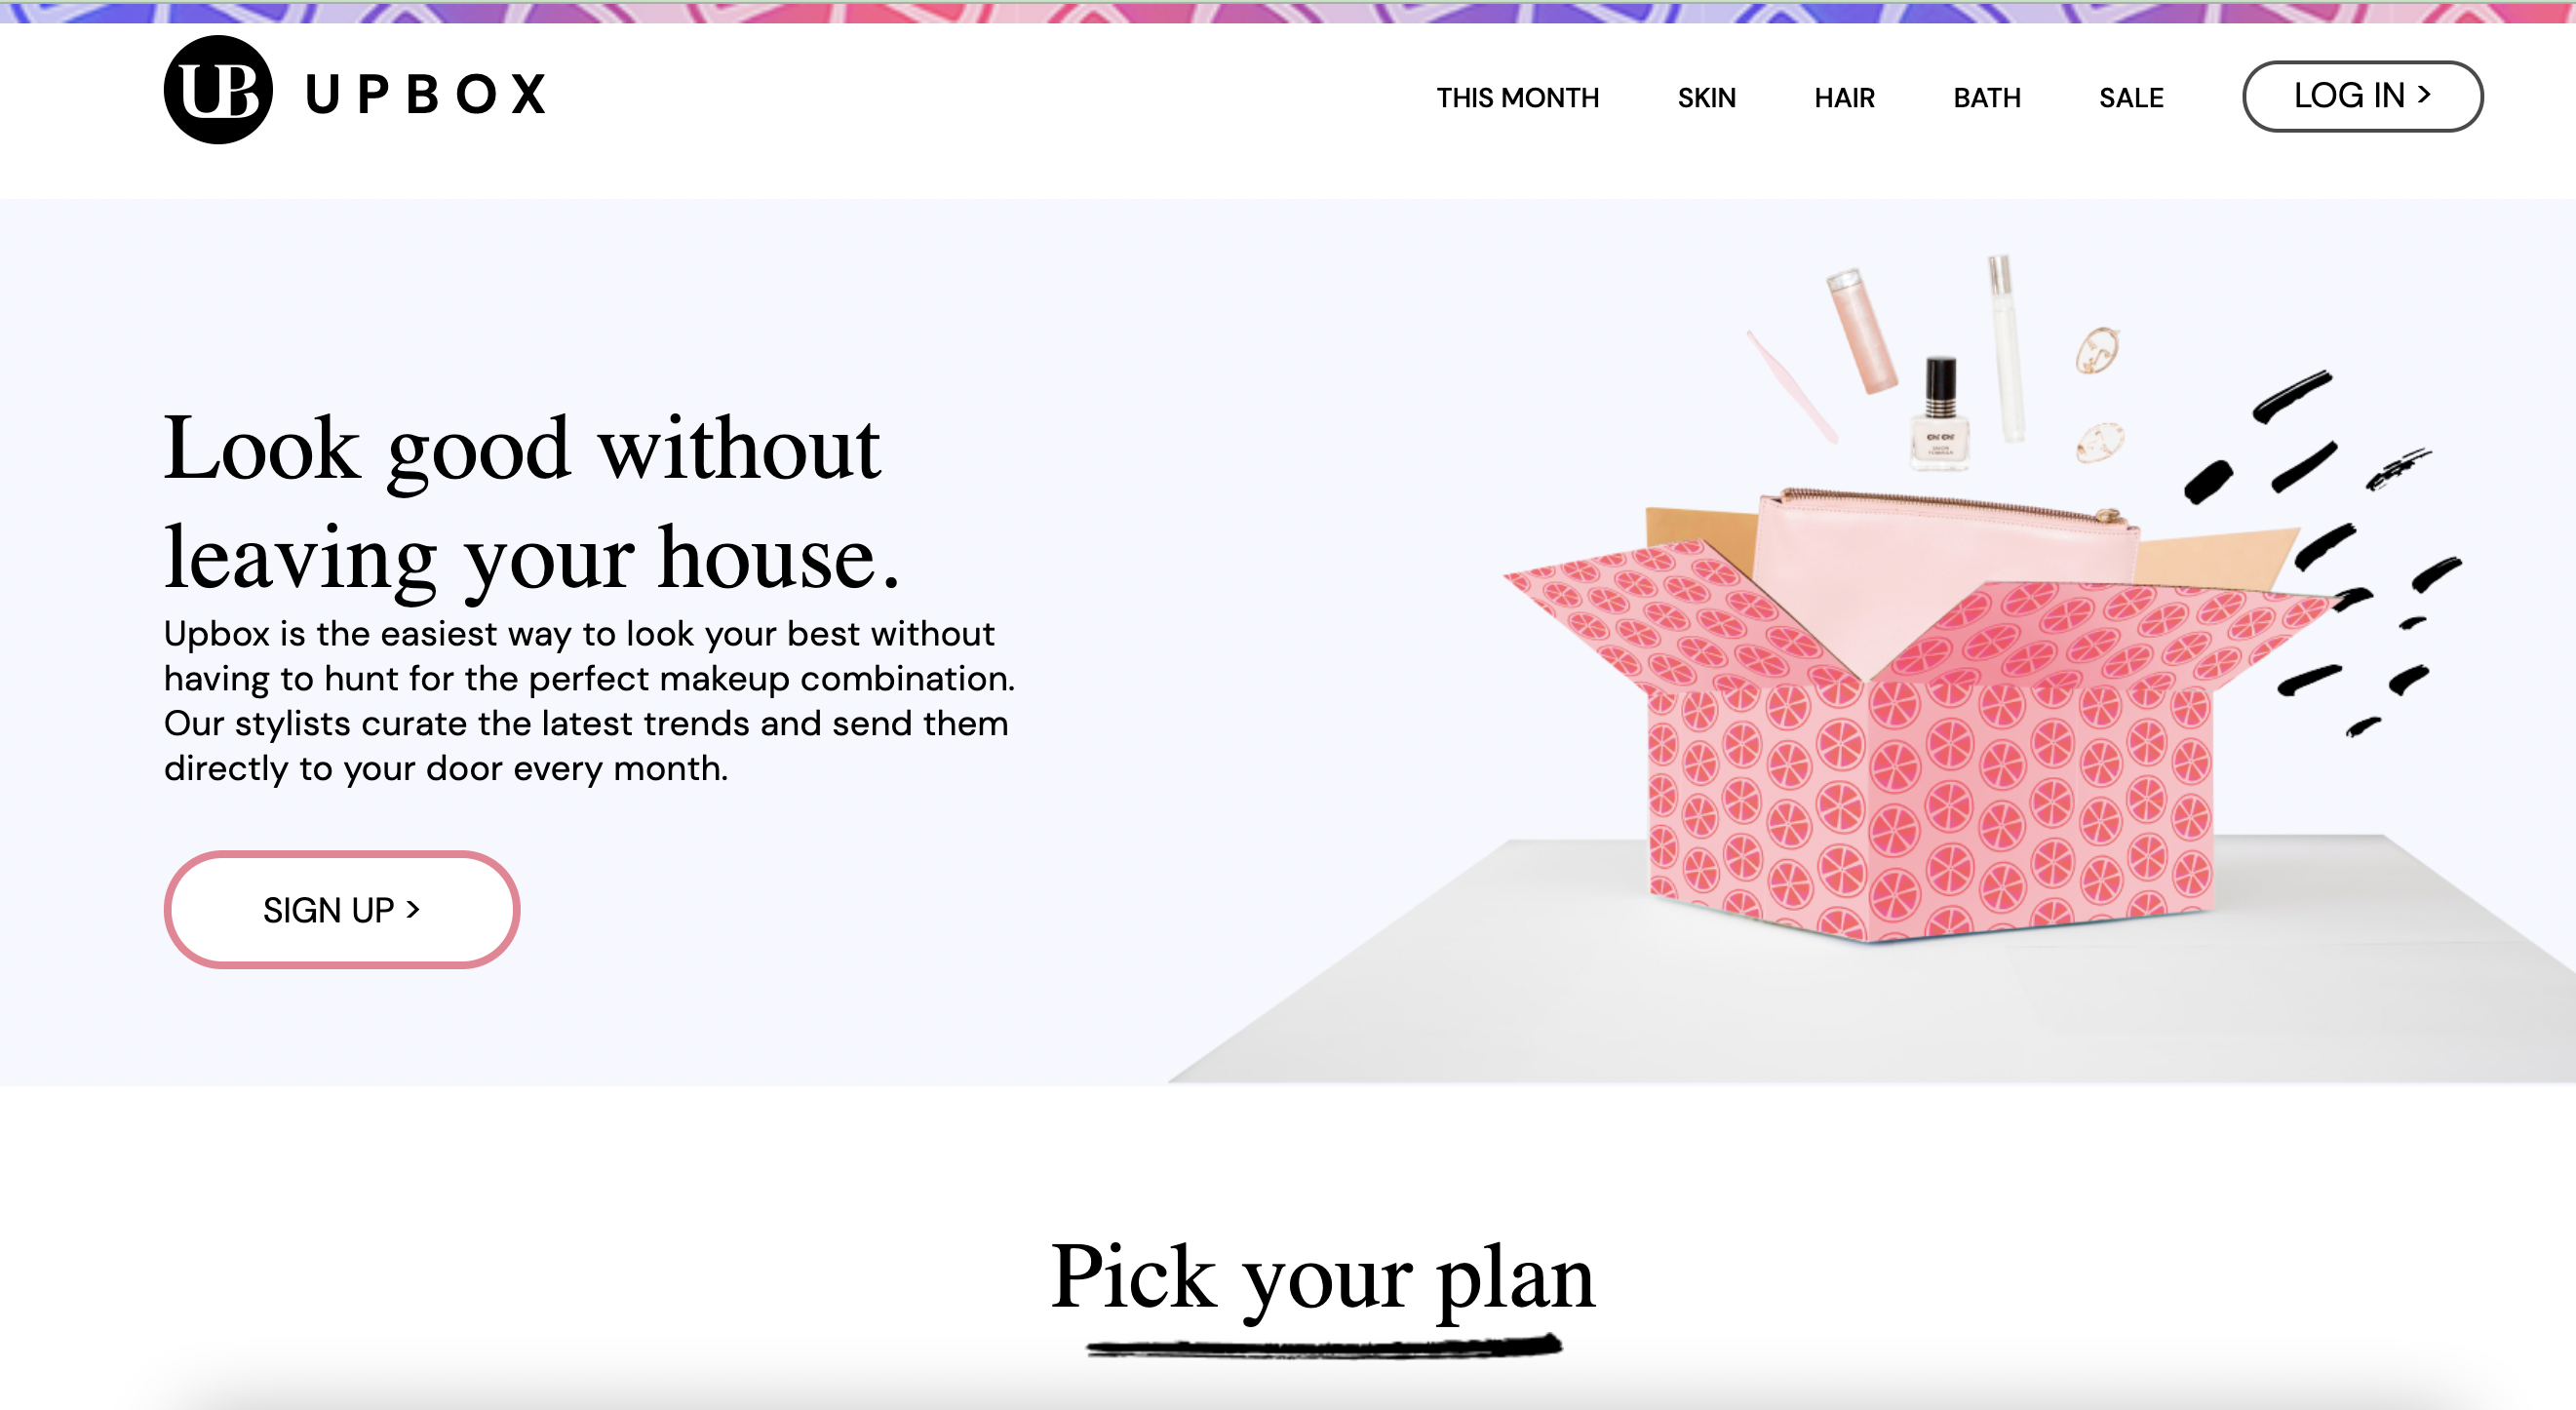 UB UPBOX
THIS MONTH SKIN HAIR BATH SALE LOG IN >
Look good without
leaving your house.
Upbox is the easiest way to look your best without
having to hunt for the perfect makeup combination.
Our stylists curate the latest trends and send them
directly to your door every month.
SIGN UP >
Pick your plan